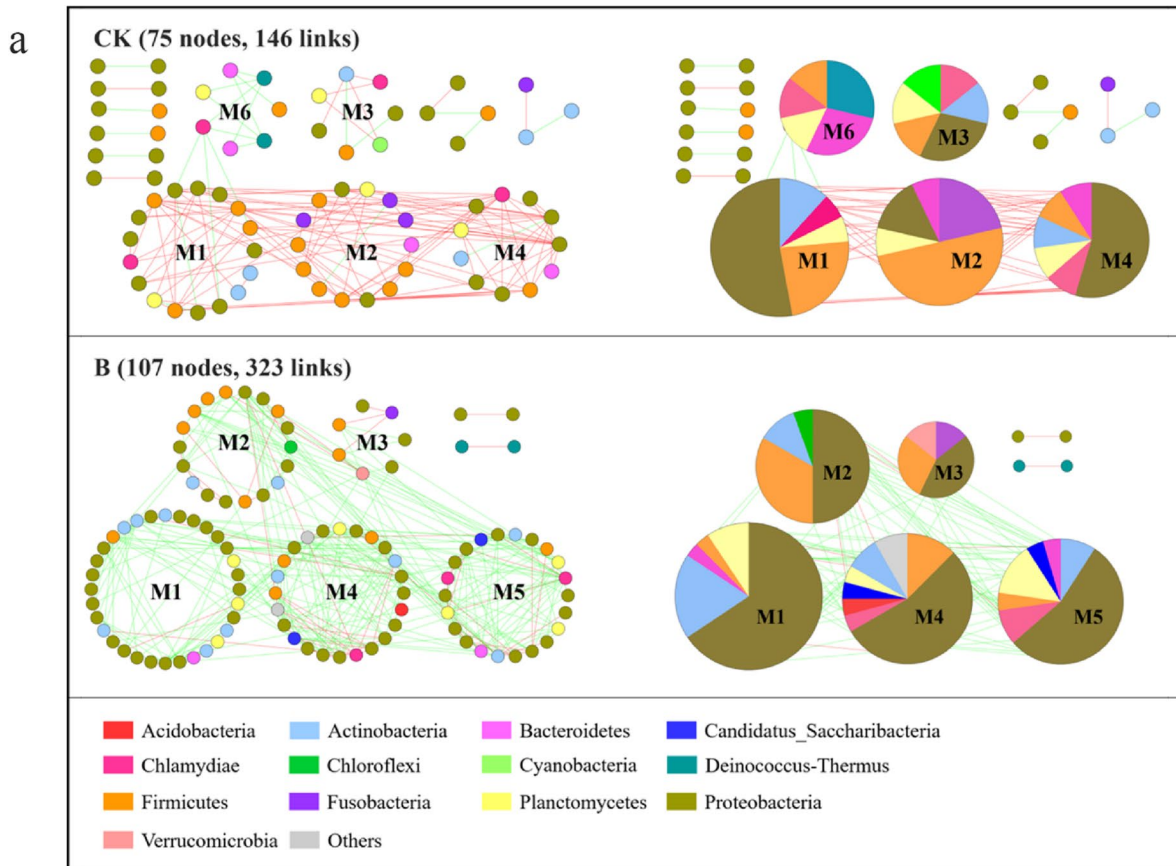 a
CK (75 nodes, 146 links)
M6
M3
M1
M2
M4
M6
M3
M1
M2
M4
B (107 nodes, 323 links)
M2
M3
M1
M4
M5
M2
M3
M1
M4
M5
Acidobacteria
Actinobacteria
Bacteroidetes
Candidatus_Saccharibacteria
Chlamydiae
Chloroflexi
Cyanobacteria
Deinococcus-Thermus
Firmicutes
Fusobacteria
Planctomycetes
Proteobacteria
Verrucomicrobia
Others